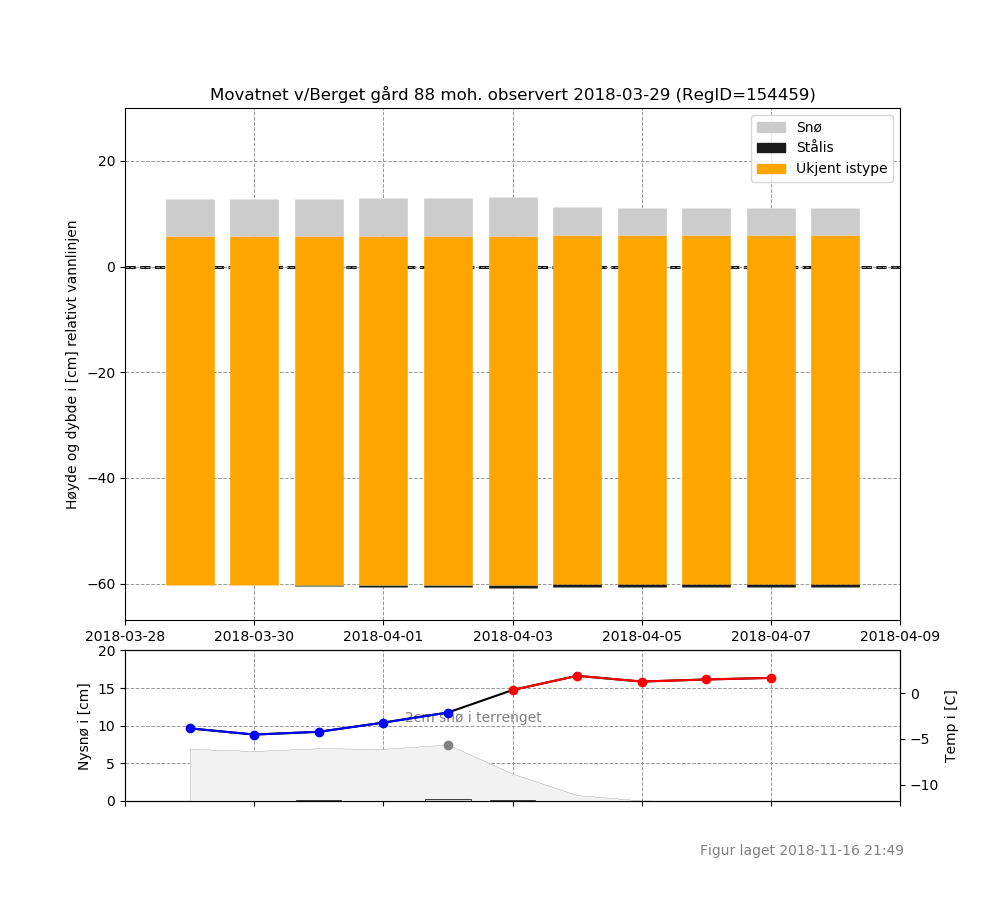 Movatnet v/Berget gård 88 moh. observert 2018-03-29 (RegID=154459)
Snø
Stålis
Ukjent istype
Høyde og dybde i [cm] relativt vannlinjen
20
0
−20
−40
−60
2018-03-28 2018-03-30 2018-04-01 2018-04-03 2018-04-05 2018-04-07 2018-04-09
Nysnø i [cm]
20
15
10
5
0
2cm snø i terrenget
0
−5
−10
Temp i [C]
Figur laget 2018-11-16 21:49